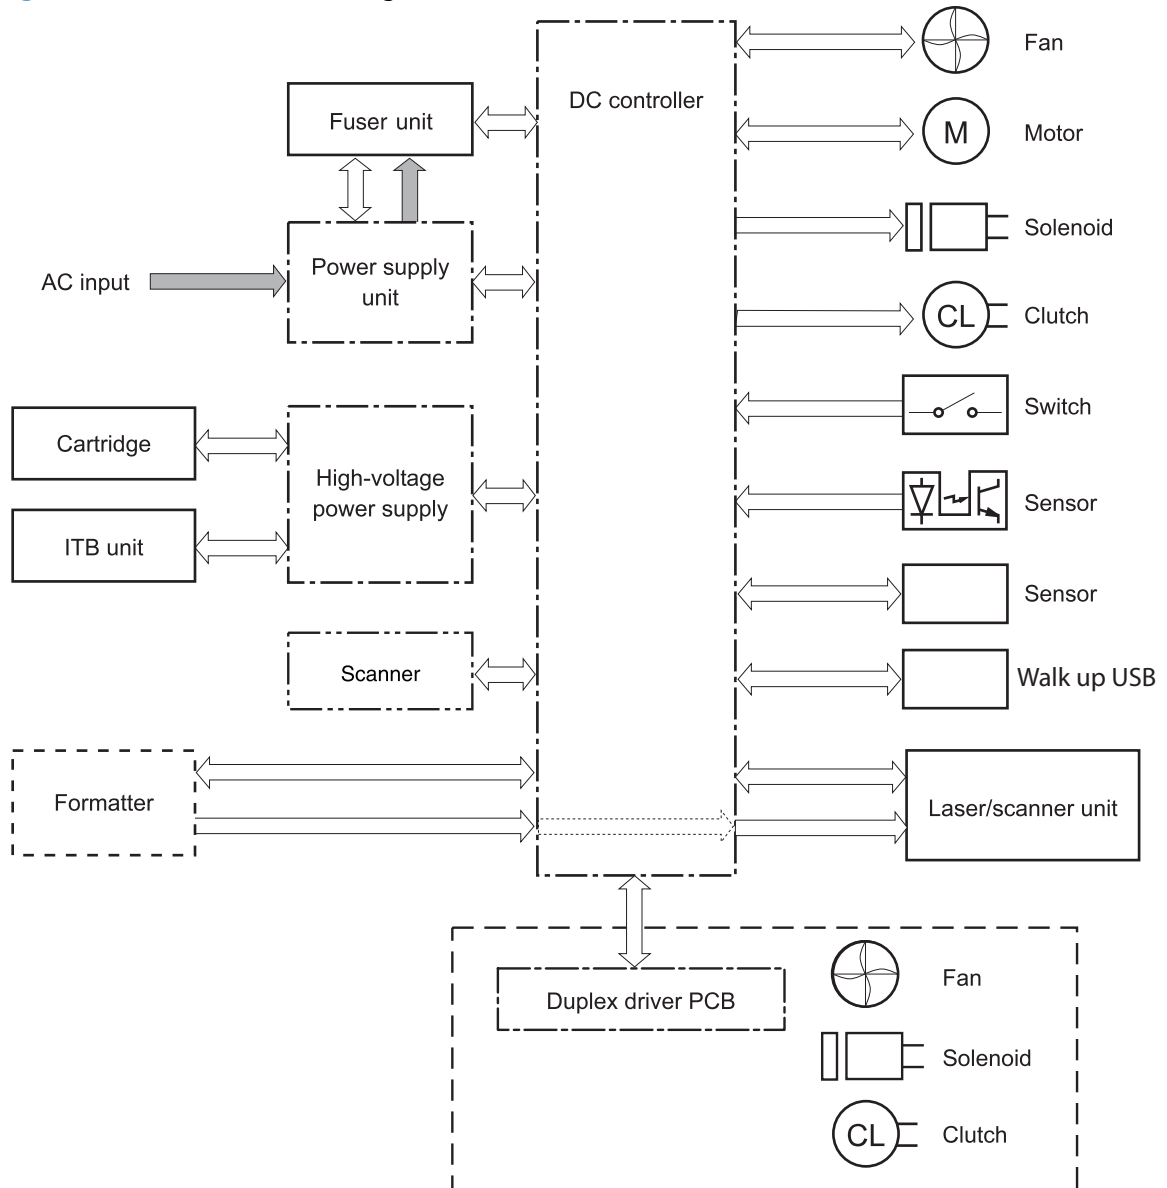 Fan
DC controller
Fuser unit
M
Motor
Solenoid
Power supply
unit
AC input
CL
Clutch
Switch
Cartridge
High-voltage
power supply
Sensor
ITB unit
Sensor
Scanner
Walk up USB
Formatter
Laser/scanner unit
Fan
Duplex driver PCB
Solenoid
CL
Clutch